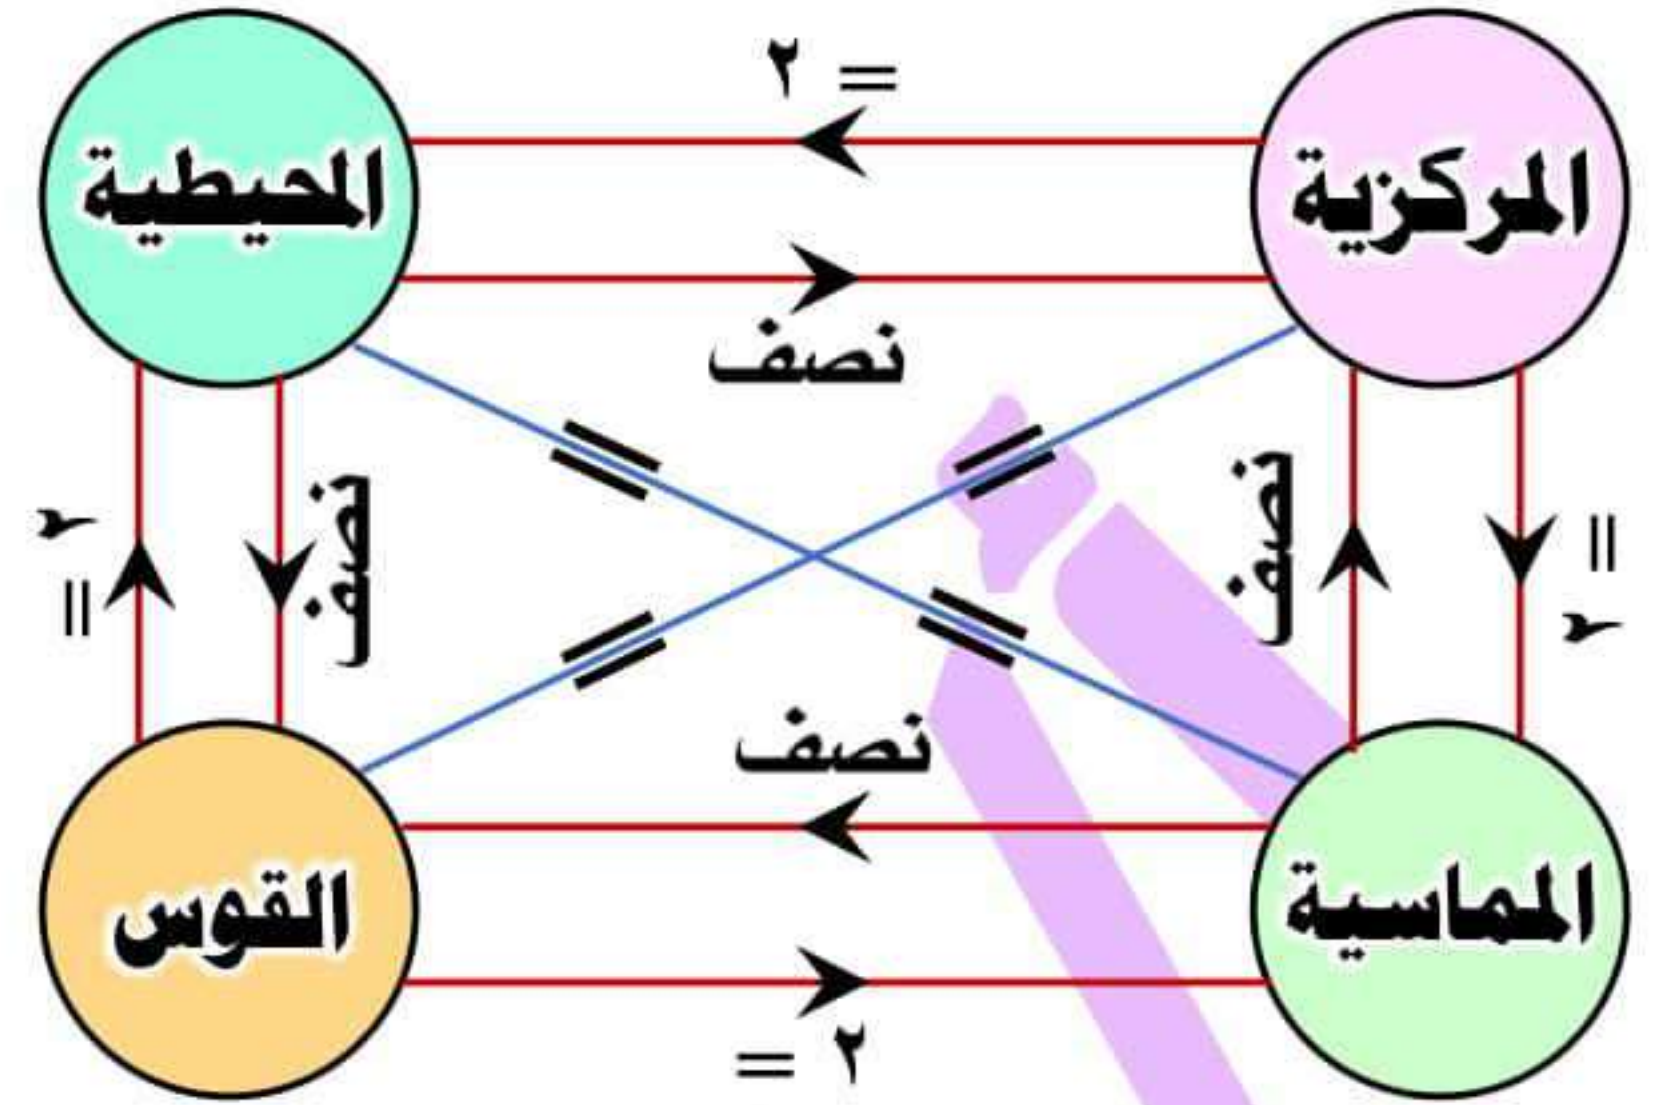 = ٢
المركزية
المحيطية
نصف
= ٢
نصف
نصف
= ٢
نصف
المماسية
القوس
٢ =